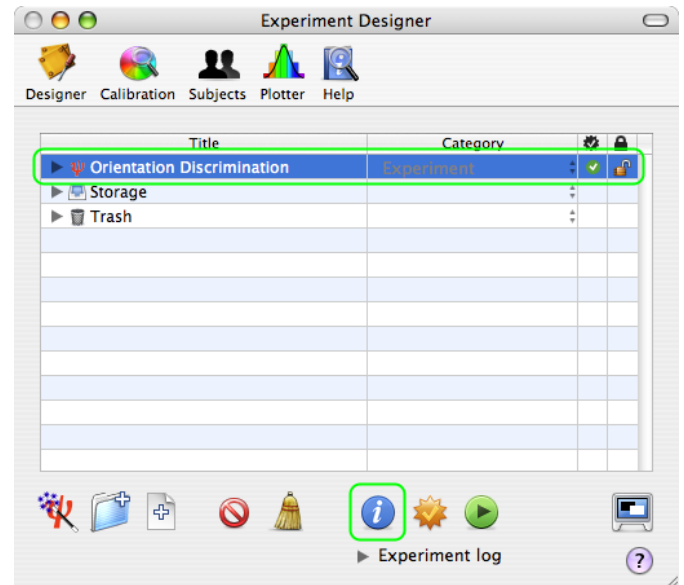 Experiment Designer
Designer Calibration Subjects Plotter Help
Title Category
Orientation Discrimination Experiment
Storage
Trash
Experiment log
?